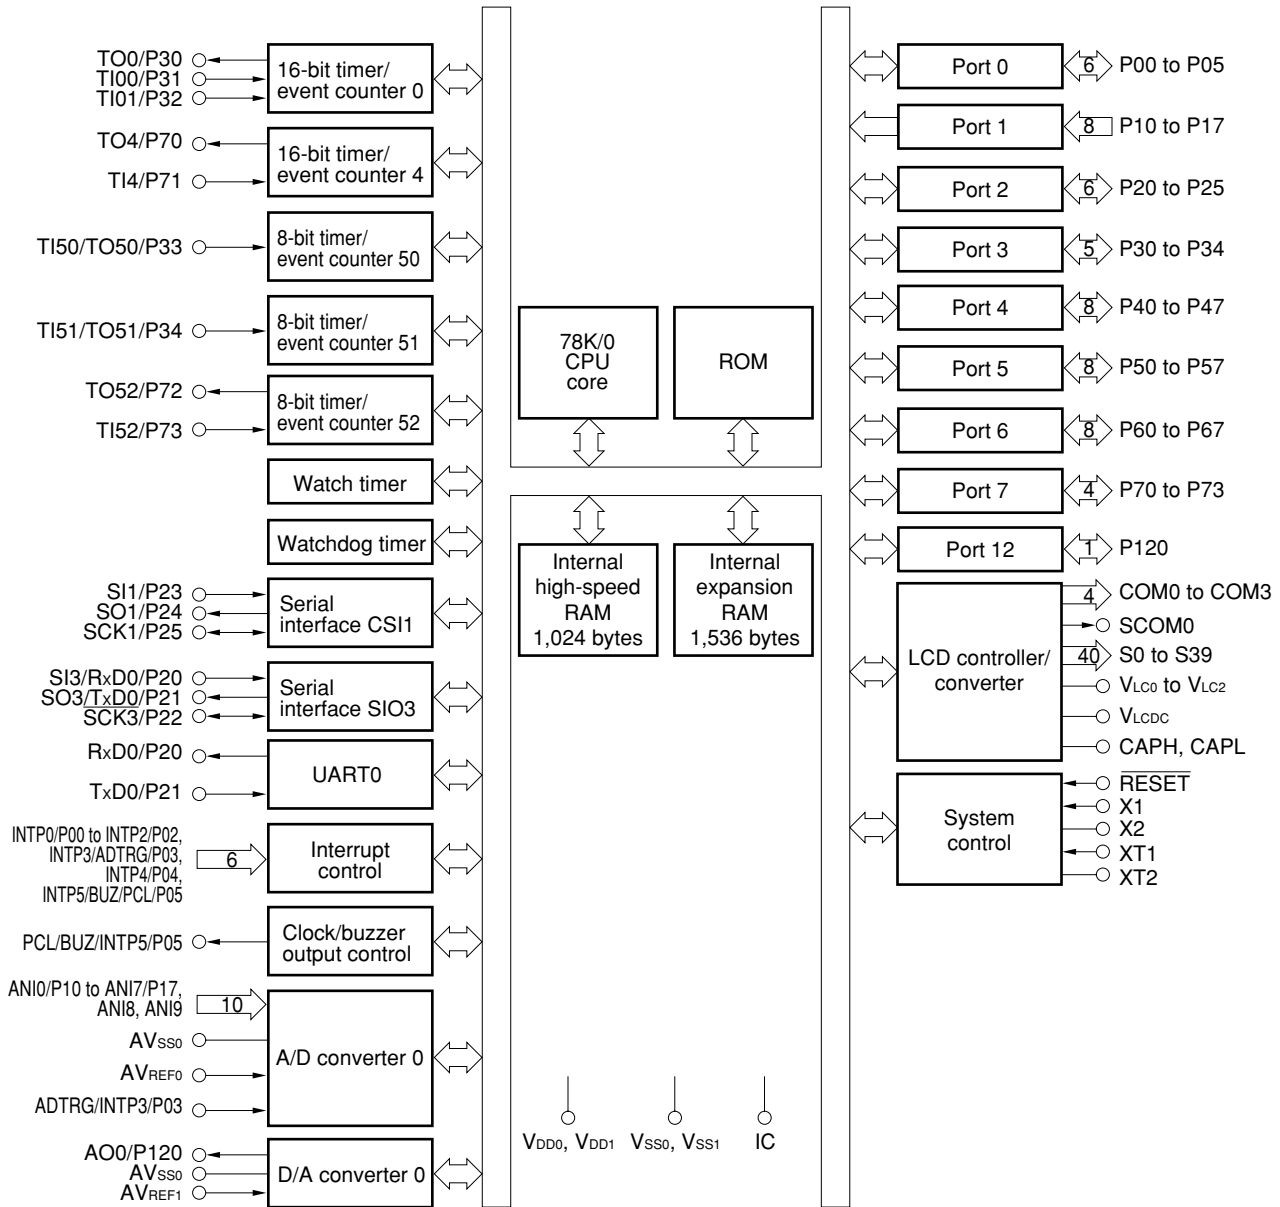 TO0/P30
TI00/P31
TI01/P32
16-bit timer/
event counter 0
TO4/P70
TI4/P71
16-bit timer/
event counter 4
TI50/TO50/P33
8-bit timer/
event counter 50
TI51/TO51/P34
8-bit timer/
event counter 51
TO52/P72
TI52/P73
8-bit timer/
event counter 52
Watch timer
Watchdog timer
SI1/P23
SO1/P24
SCK1/P25
Serial
interface CSI1
SI3/RxD0/P20
SO3/TxD0/P21
SCK3/P22
Serial
interface SIO3
RxD0/P20
TxD0/P21
UART0
INTP0/P00 to INTP2/P02,
INTP3/ADTRG/P03,
INTP4/P04,
INTP5/BUZ/PCL/P05
6
Interrupt
control
PCL/BUZ/INTP5/P05
Clock/buzzer
output control
ANI0/P10 to ANI7/P17,
ANI8, ANI9
10
AVSS0
AVREF0
ADTRG/INTP3/P03
A/D converter 0
AO0/P120
AVSS0
AVREF1
D/A converter 0
78K/0
CPU
core
ROM
Internal
high-speed
RAM
1,024 bytes
Internal
expansion
RAM
1,536 bytes
VDD0, VDD1
VSS0, VSS1
IC
Port 0
6
P00 to P05
Port 1
8
P10 to P17
Port 2
6
P20 to P25
Port 3
5
P30 to P34
Port 4
8
P40 to P47
Port 5
8
P50 to P57
Port 6
8
P60 to P67
Port 7
4
P70 to P73
Port 12
1
P120
LCD controller/
converter
4
COM0 to COM3
SCOM0
40
S0 to S39
VLC0 to VLC2
VLCDC
CAPH, CAPL
System
control
RESET
X1
X2
XT1
XT2